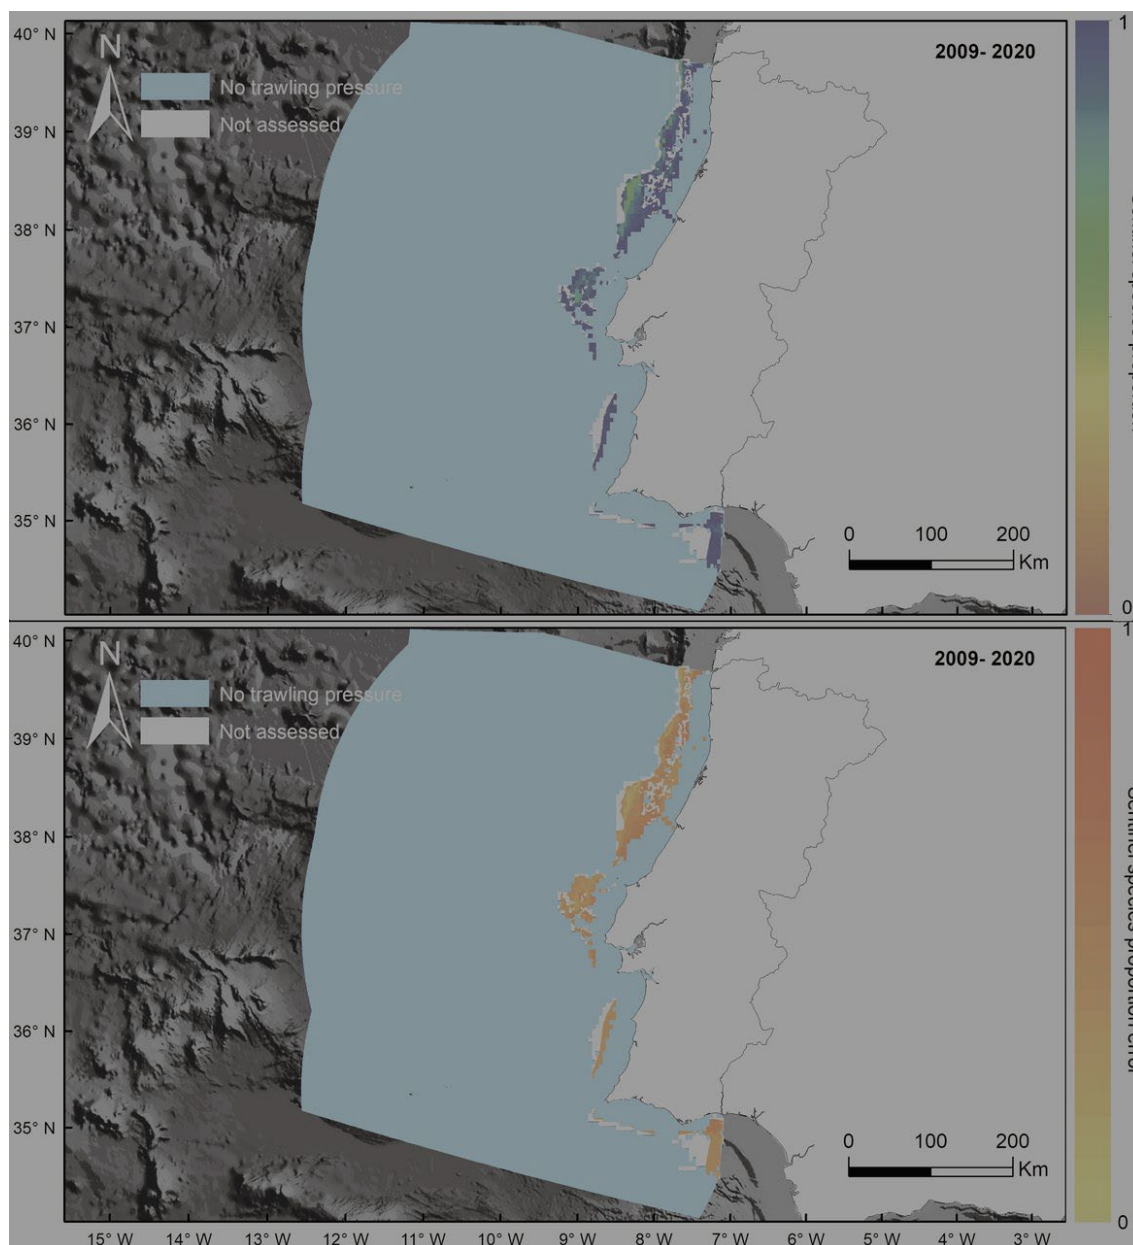 40° N
39° N
38° N
37° N
36° N
35° N
N
No trawling pressure
Not assessed
2009- 2020
0 100 200
Km
1
0
40° N
39° N
38° N
37° N
36° N
35° N
N
No trawling pressure
Not assessed
2009- 2020
0 100 200
Km
1
Sentinel species proportion error
0
15° W 14° W 13° W 12° W 11° W 10° W 9° W 8° W 7° W 6° W 5° W 4° W 3° W